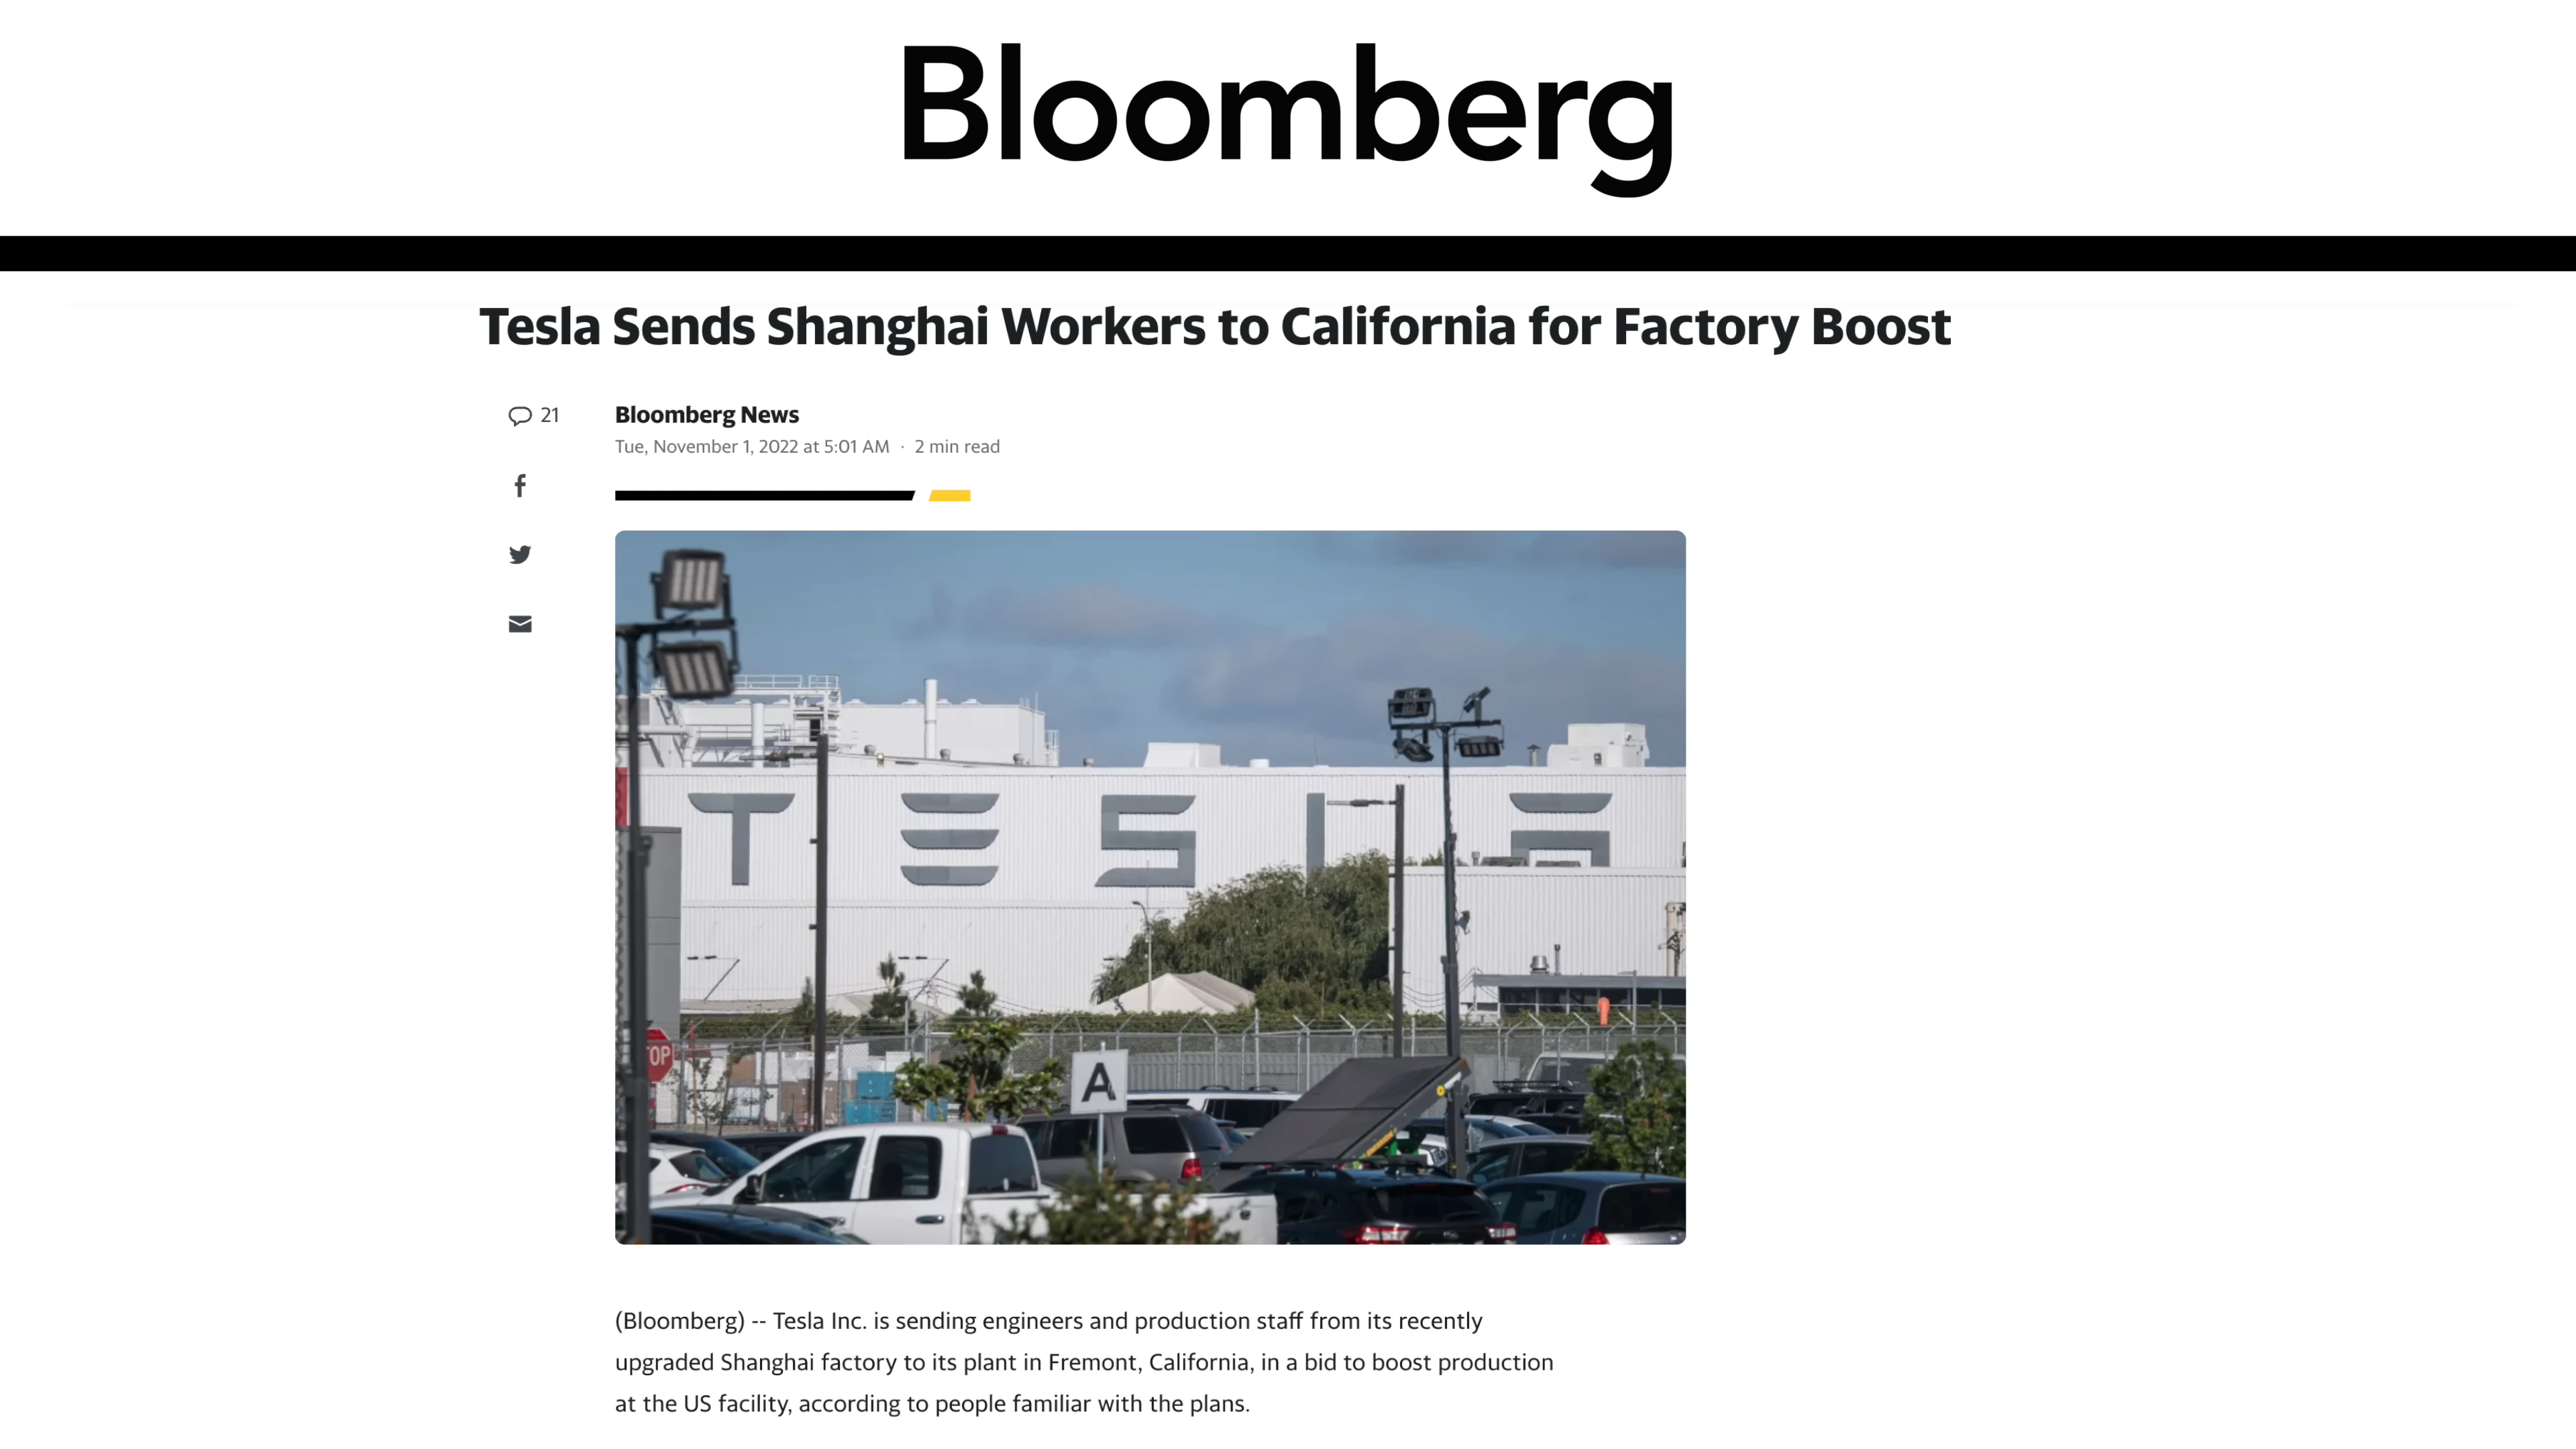 Bloomberg
Tesla Sends Shanghai Workers to California for Factory Boost
21
Bloomberg News
Tue, November 1, 2022 at 5:01 AM · 2 min read
TESLA
OP
A
(Bloomberg) -- Tesla Inc. is sending engineers and production staff from its recently
upgraded Shanghai factory to its plant in Fremont, California, in a bid to boost production
at the US facility, according to people familiar with the plans.